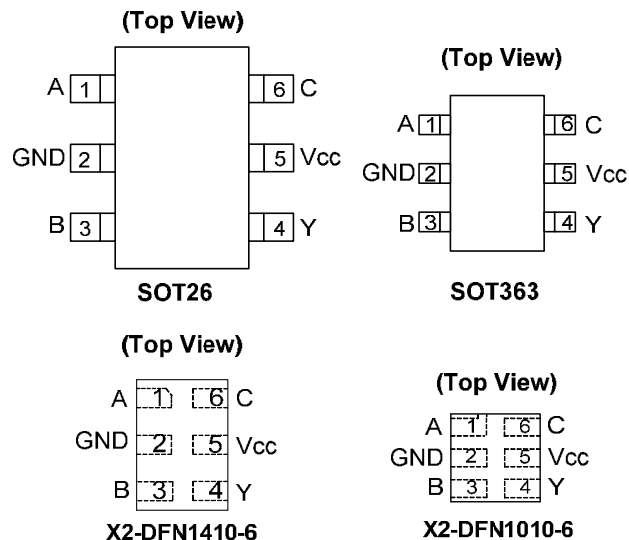 (Top View)
A 1 6 C
GND 2 5 Vcc
B 3 4 Y
SOT26
(Top View)
A 1 6 C
GND 2 5 Vcc
B 3 4 Y
SOT363
(Top View)
A 1 6 C
GND 2 5 Vcc
B 3 4 Y
X2-DFN1410-6
(Top View)
A 1 6 C
GND 2 5 Vcc
B 3 4 Y
X2-DFN1010-6